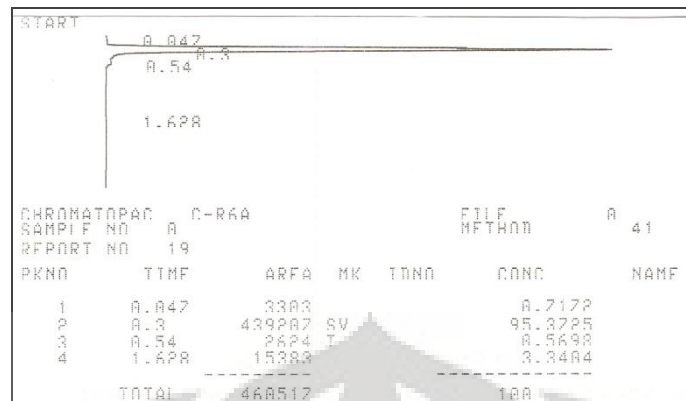 START
0.047
0.3
0.54
1.628
CHROMATOPAC C-R6A FILE 0
SAMPLE NO 0 METHOD 41
REPORT NO 19
PKNO TIME AREA MK IDNO CONC NAME
1 0.047 3303 0.7172
2 0.3 439207 SV 95.3725
3 0.54 2624 T 0.5698
4 1.628 15383 3.3404
---------- ----------
TOTAL 460517 100